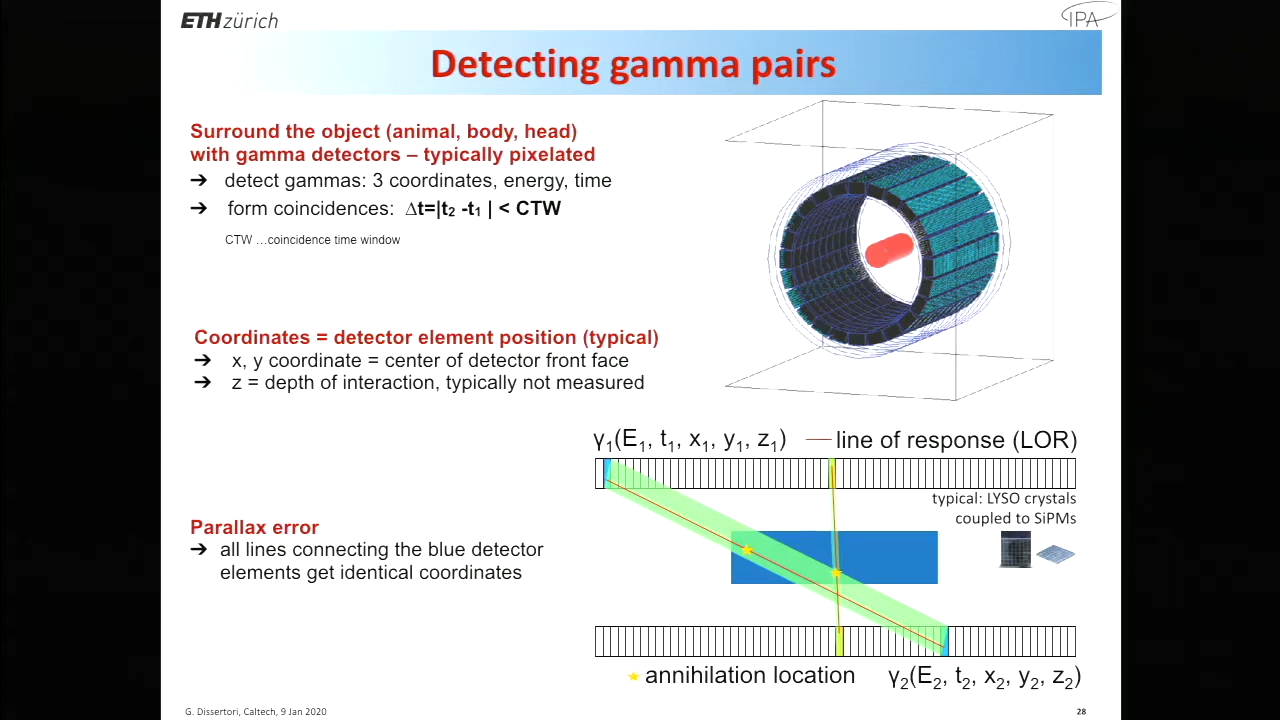 ETH zürich
IPA
Detecting gamma pairs
Surround the object (animal, body, head)
with gamma detectors – typically pixelated
➔ detect gammas: 3 coordinates, energy, time
➔ form coincidences: Δt=|t₂ -t₁ | < CTW
CTW …coincidence time window
Coordinates = detector element position (typical)
➔ x, y coordinate = center of detector front face
➔ z = depth of interaction, typically not measured
γ₁(E₁, t₁, x₁, y₁, z₁) — line of response (LOR)
typical: LYSO crystals
coupled to SiPMs
Parallax error
➔ all lines connecting the blue detector
elements get identical coordinates
annihilation location γ₂(E₂, t₂, x₂, y₂, z₂)
G. Dissertori, Caltech, 9 Jan 2020
28